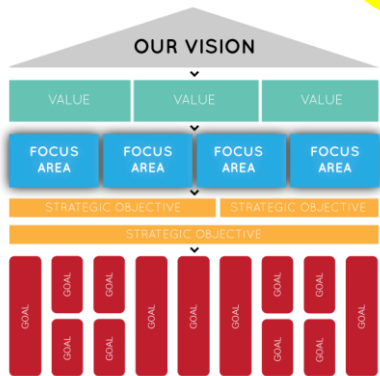 OUR VISION
VALUE VALUE VALUE
FOCUS AREA FOCUS AREA FOCUS AREA FOCUS AREA
STRATEGIC OBJECTIVE STRATEGIC OBJECTIVE
STRATEGIC OBJECTIVE
GOAL GOAL GOAL GOAL GOAL GOAL GOAL GOAL GOAL
GOAL GOAL GOAL GOAL